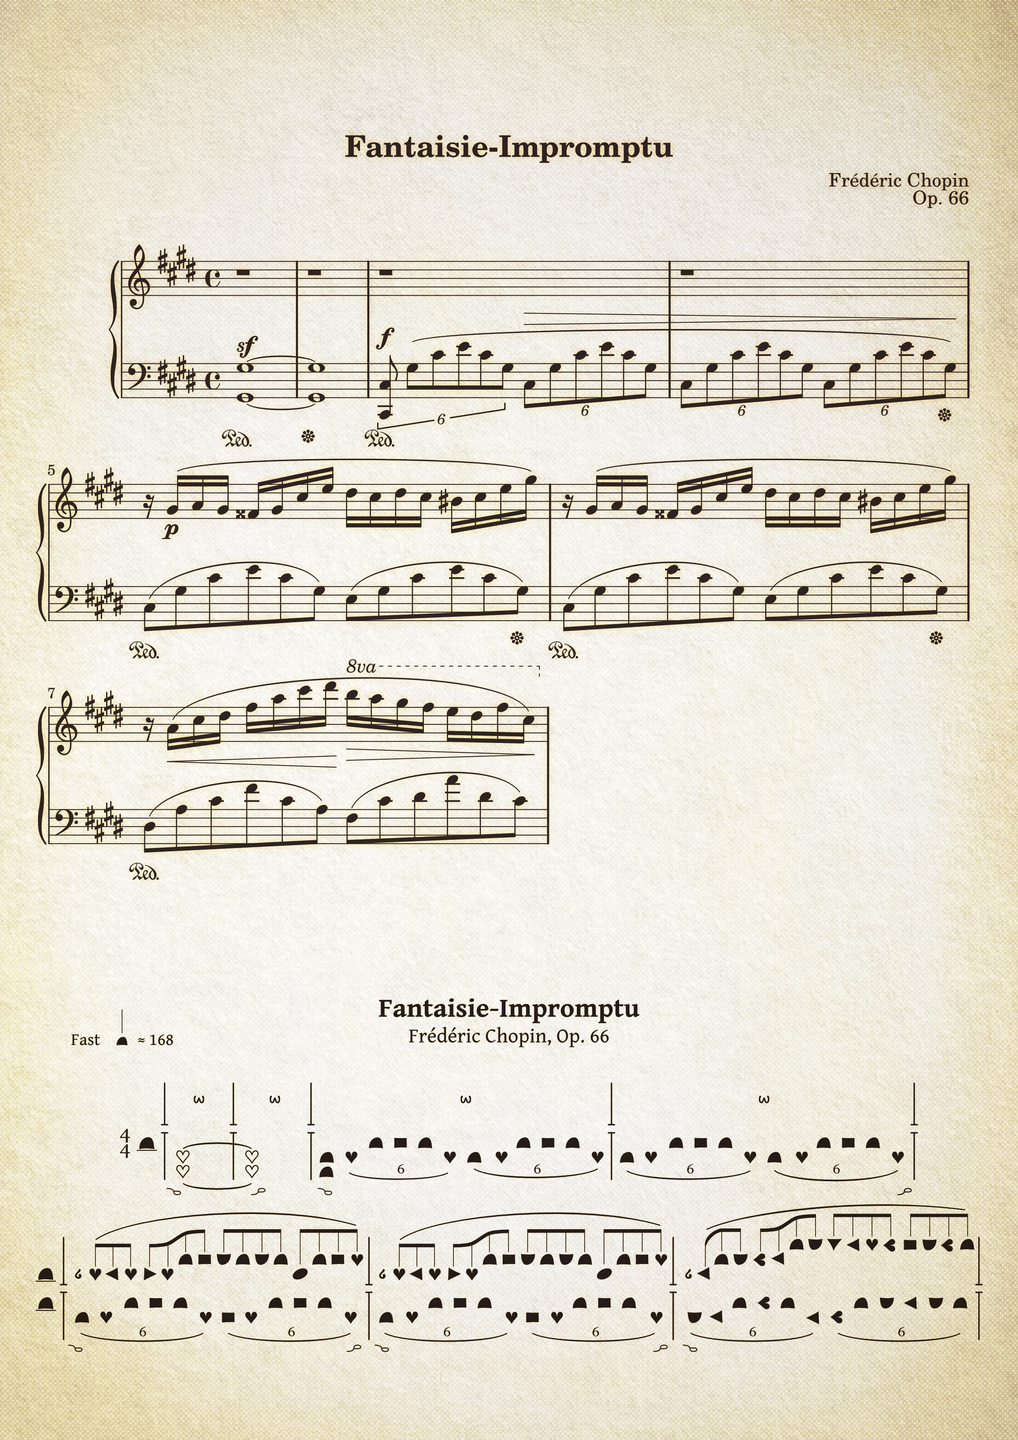 Fantaisie-Impromptu
Frédéric Chopin
Op. 66
sf
f
6
6
6
6
Ped.
Ped.
5
p
Ped.
Ped.
8va
7
Ped.
Fantaisie-Impromptu
Fast ≈ 168
Frédéric Chopin, Op. 66
4
4
6
6
6
6
6
6
6
6
6
6